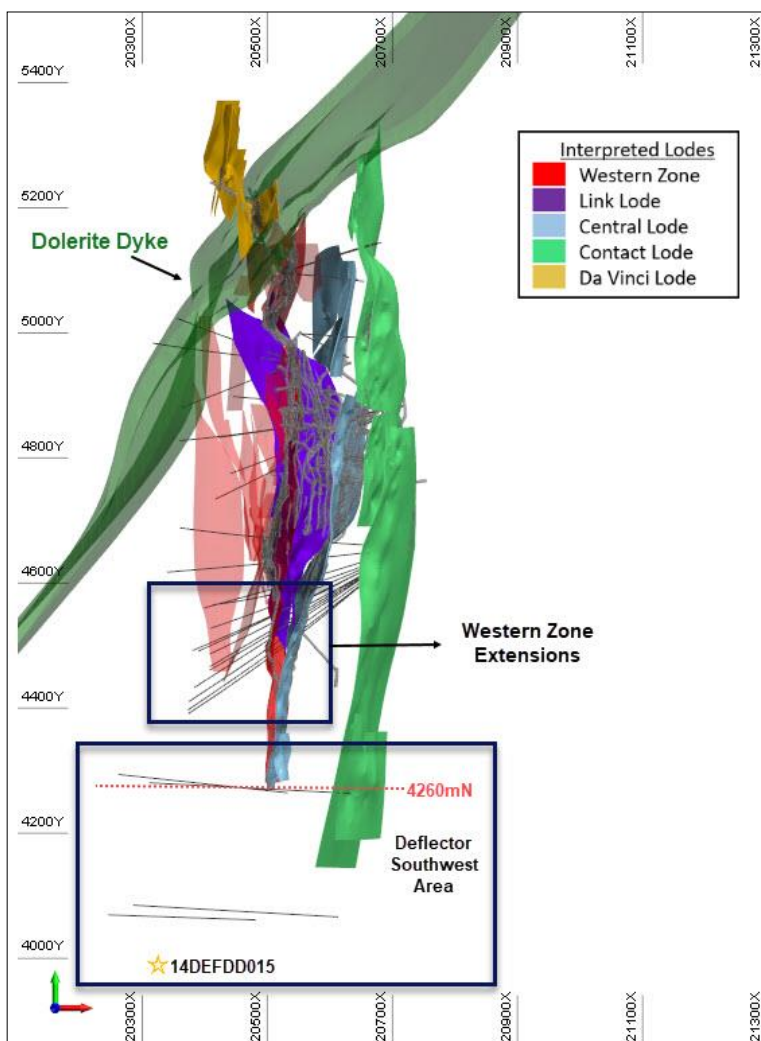 20300X
20500X
20700X
20900X
21100X
21300X
5400Y
Interpreted Lodes
Western Zone
Link Lode
Central Lode
Contact Lode
Da Vinci Lode
5200Y
Dolerite Dyke
5000Y
4800Y
4600Y
Western Zone
Extensions
4400Y
4260mN
4200Y
Deflector
Southwest
Area
4000Y
14DEFDD015
20300X
20500X
20700X
20900X
21100X
21300X